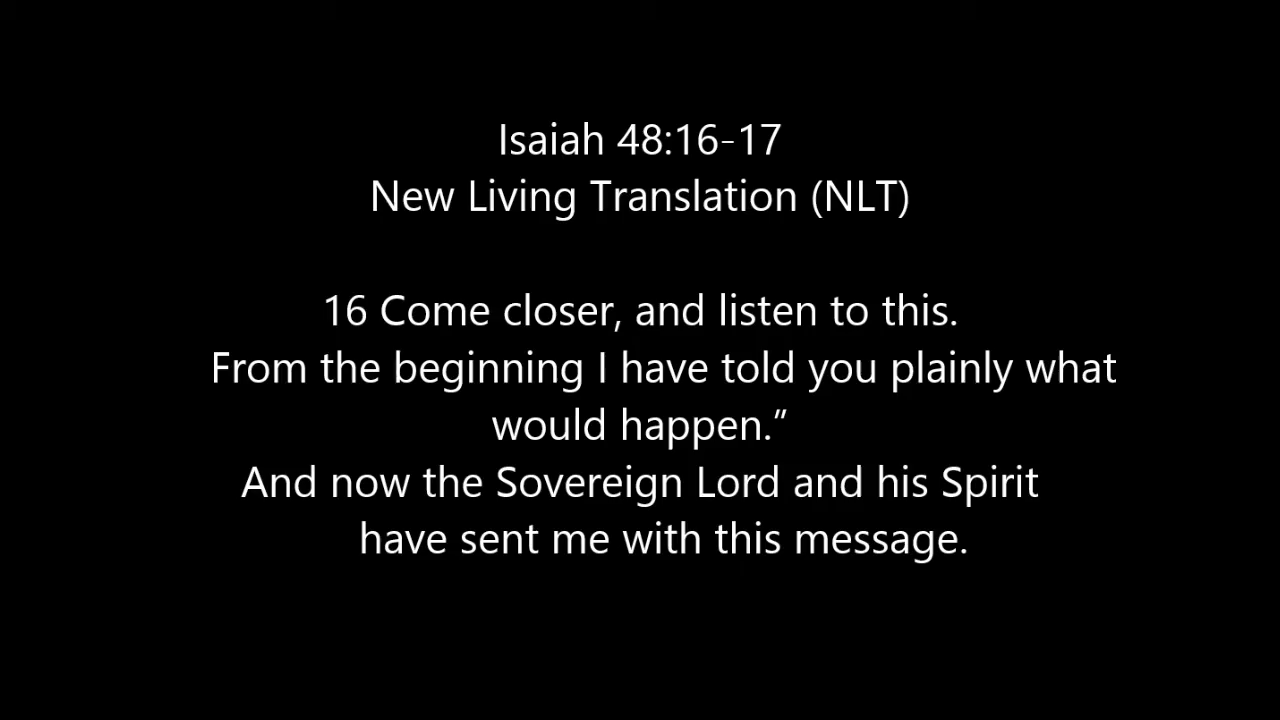 Isaiah 48:16-17
New Living Translation (NLT)
16 Come closer, and listen to this.
From the beginning I have told you plainly what
would happen.”
And now the Sovereign Lord and his Spirit
have sent me with this message.